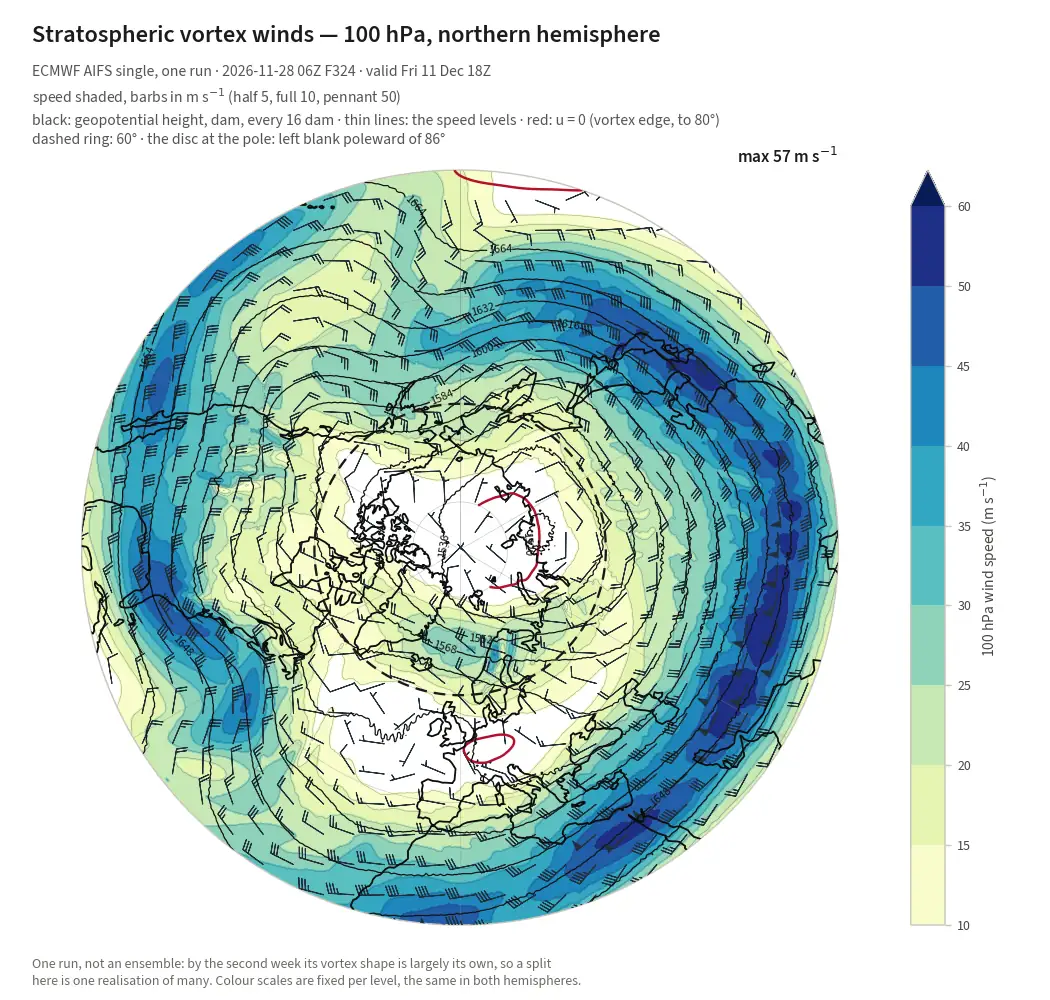 Stratospheric vortex winds — 100 hPa, northern hemisphere
ECMWF AIFS single, one run · 2026-11-28 06Z F324 · valid Fri 11 Dec 18Z
speed shaded, barbs in m s⁻¹ (half 5, full 10, pennant 50)
black: geopotential height, dam, every 16 dam · thin lines: the speed levels · red: u = 0 (vortex edge, to 80°)
dashed ring: 60° · the disc at the pole: left blank poleward of 86°
max 57 m s⁻¹
1664
1664
1632
1616
1600
1584
1568
1552
1648
1648
60
50
45
40
35
30
25
20
15
10
100 hPa wind speed (m s⁻¹)
One run, not an ensemble: by the second week its vortex shape is largely its own, so a split
here is one realisation of many. Colour scales are fixed per level, the same in both hemispheres.